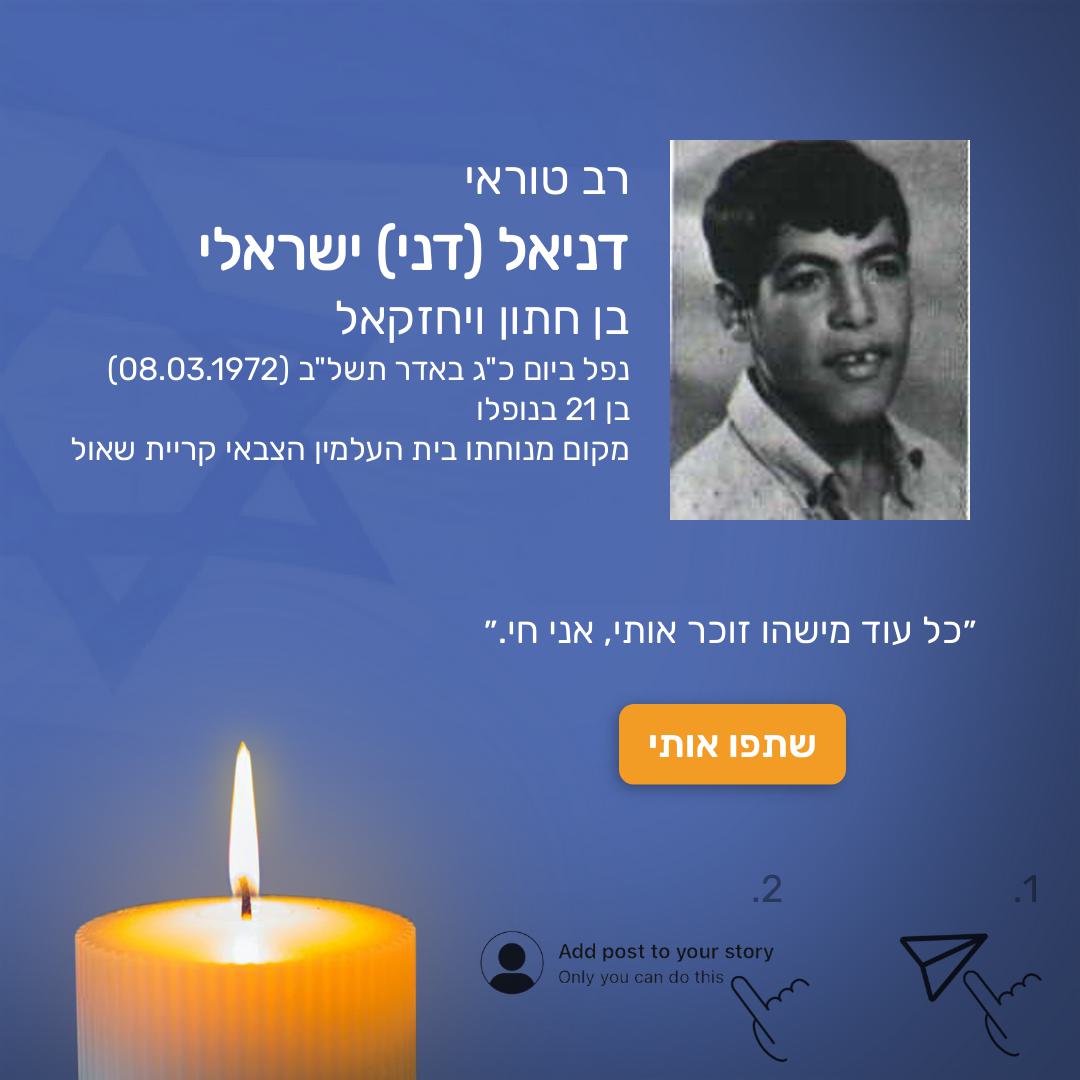 רב טוראי
דניאל (דני) ישראלי
בן חתון ויחזקאל
נפל ביום כ"ג באדר תשל"ב (08.03.1972)
בן 21 בנופלו
מקום מנוחתו בית העלמין הצבאי קריית שאול
״כל עוד מישהו זוכר אותי, אני חי.״
שתפו אותי
.1
.2
Add post to your story
Only you can do this